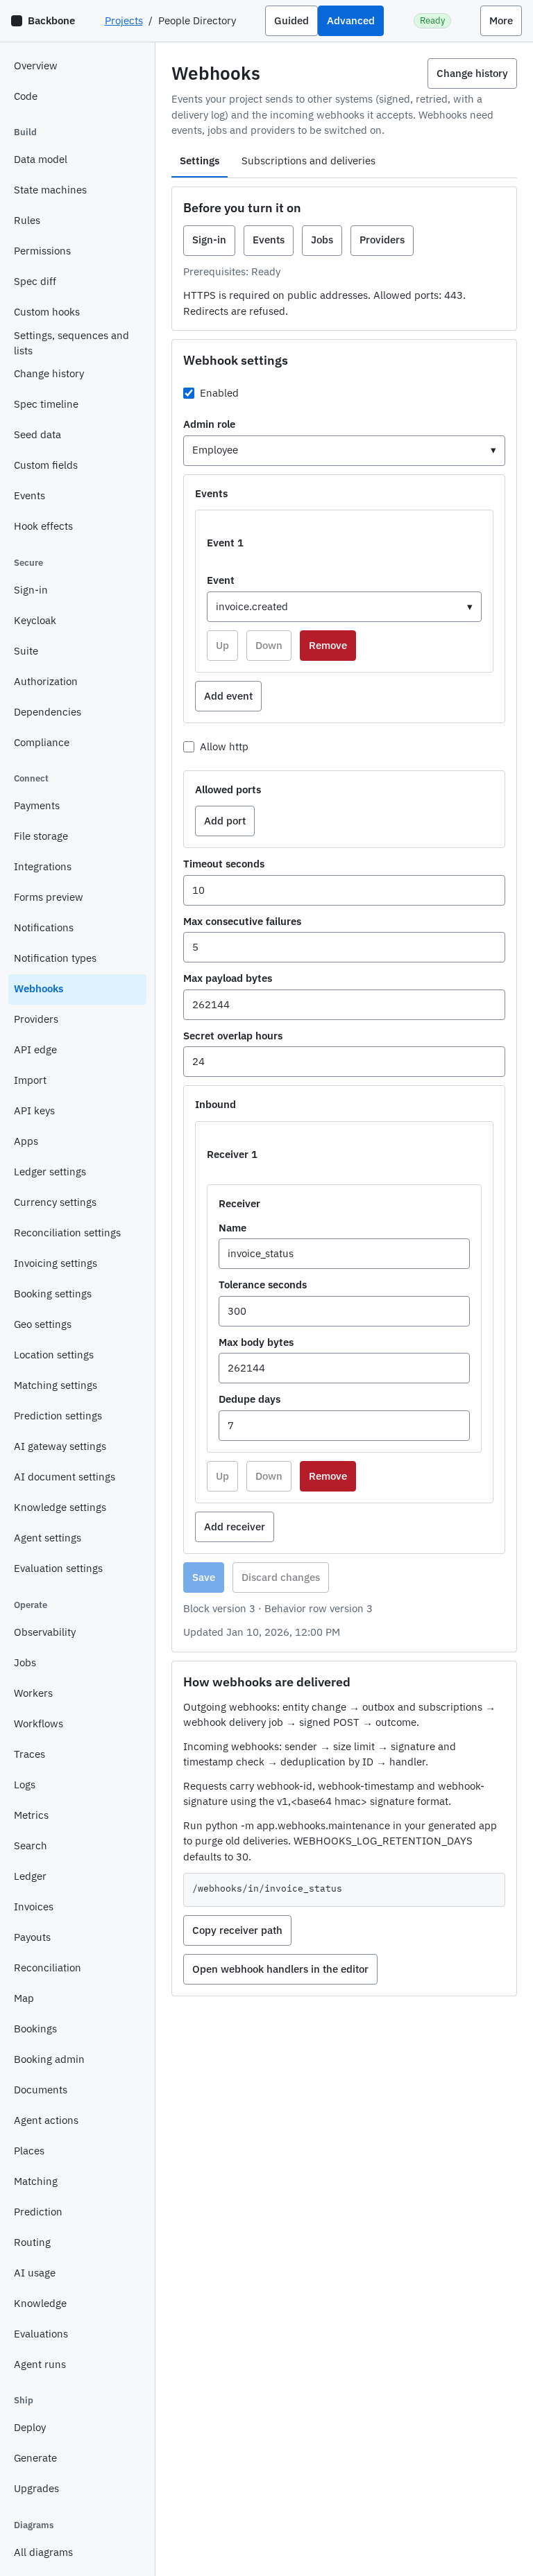 Backbone
Projects / People Directory
Guided
Advanced
Ready
More
Overview
Code
Build
Data model
State machines
Rules
Permissions
Spec diff
Custom hooks
Settings, sequences and
lists
Change history
Spec timeline
Seed data
Custom fields
Events
Hook effects
Secure
Sign-in
Keycloak
Suite
Authorization
Dependencies
Compliance
Connect
Payments
File storage
Integrations
Forms preview
Notifications
Notification types
Webhooks
Providers
API edge
Import
API keys
Apps
Ledger settings
Currency settings
Reconciliation settings
Invoicing settings
Booking settings
Geo settings
Location settings
Matching settings
Prediction settings
AI gateway settings
AI document settings
Knowledge settings
Agent settings
Evaluation settings
Operate
Observability
Jobs
Workers
Workflows
Traces
Logs
Metrics
Search
Ledger
Invoices
Payouts
Reconciliation
Map
Bookings
Booking admin
Documents
Agent actions
Places
Matching
Prediction
Routing
AI usage
Knowledge
Evaluations
Agent runs
Ship
Deploy
Generate
Upgrades
Diagrams
All diagrams
Webhooks
Change history
Events your project sends to other systems (signed, retried, with a
delivery log) and the incoming webhooks it accepts. Webhooks need
events, jobs and providers to be switched on.
Settings
Subscriptions and deliveries
Before you turn it on
Sign-in
Events
Jobs
Providers
Prerequisites: Ready
HTTPS is required on public addresses. Allowed ports: 443.
Redirects are refused.
Webhook settings
Enabled
Admin role
Employee
Events
Event 1
Event
invoice.created
Up
Down
Remove
Add event
Allow http
Allowed ports
Add port
Timeout seconds
10
Max consecutive failures
5
Max payload bytes
262144
Secret overlap hours
24
Inbound
Receiver 1
Receiver
Name
invoice_status
Tolerance seconds
300
Max body bytes
262144
Dedupe days
7
Up
Down
Remove
Add receiver
Save
Discard changes
Block version 3 · Behavior row version 3
Updated Jan 10, 2026, 12:00 PM
How webhooks are delivered
Outgoing webhooks: entity change → outbox and subscriptions →
webhook delivery job → signed POST → outcome.
Incoming webhooks: sender → size limit → signature and
timestamp check → deduplication by ID → handler.
Requests carry webhook-id, webhook-timestamp and webhook-
signature using the v1,<base64 hmac> signature format.
Run python -m app.webhooks.maintenance in your generated app
to purge old deliveries. WEBHOOKS_LOG_RETENTION_DAYS
defaults to 30.
/webhooks/in/invoice_status
Copy receiver path
Open webhook handlers in the editor